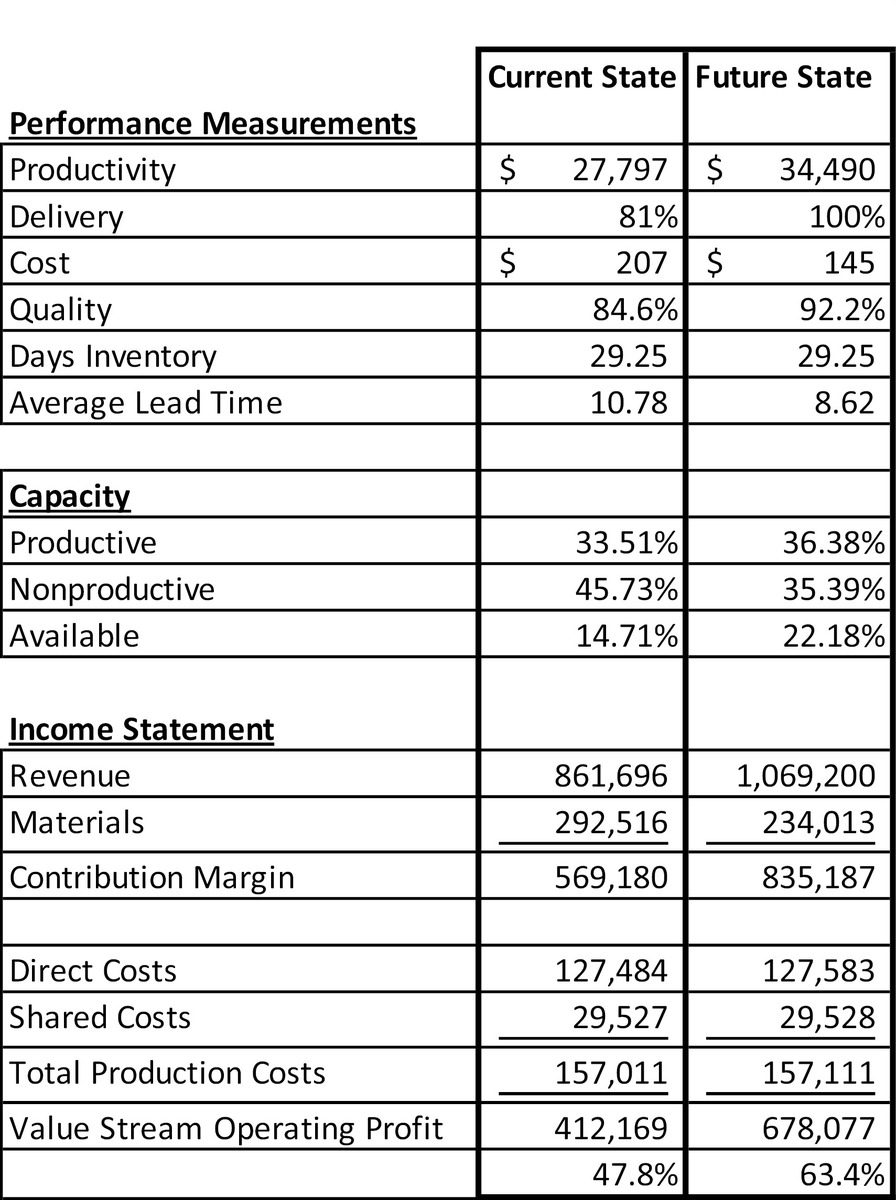 Current State Future State
Performance Measurements
Productivity $ 27,797 $ 34,490
Delivery 81% 100%
Cost $ 207 $ 145
Quality 84.6% 92.2%
Days Inventory 29.25 29.25
Average Lead Time 10.78 8.62
Capacity
Productive 33.51% 36.38%
Nonproductive 45.73% 35.39%
Available 14.71% 22.18%
Income Statement
Revenue 861,696 1,069,200
Materials 292,516 234,013
Contribution Margin 569,180 835,187
Direct Costs 127,484 127,583
Shared Costs 29,527 29,528
Total Production Costs 157,011 157,111
Value Stream Operating Profit 412,169 678,077
47.8% 63.4%